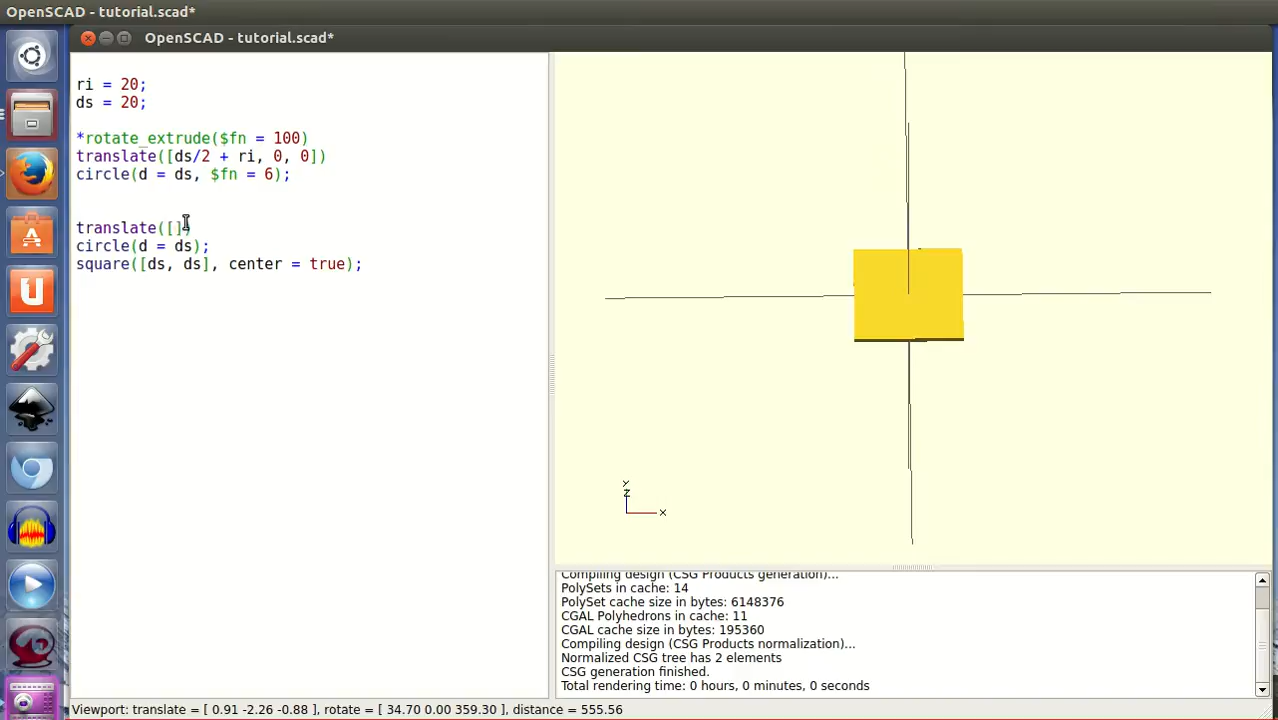 OpenSCAD - tutorial.scad*
OpenSCAD - tutorial.scad*
ri = 20;
ds = 20;
*rotate_extrude($fn = 100)
translate([ds/2 + ri, 0, 0])
circle(d = ds, $fn = 6);
translate([])
circle(d = ds);
square([ds, ds], center = true);
Y
Z
X
Compiling design (CSG Products generation)...
PolySets in cache: 14
PolySet cache size in bytes: 6148376
CGAL Polyhedrons in cache: 11
CGAL cache size in bytes: 195360
Compiling design (CSG Products normalization)...
Normalized CSG tree has 2 elements
CSG generation finished.
Total rendering time: 0 hours, 0 minutes, 0 seconds
Viewport: translate = [ 0.91 -2.26 -0.88 ], rotate = [ 34.70 0.00 359.30 ], distance = 555.56